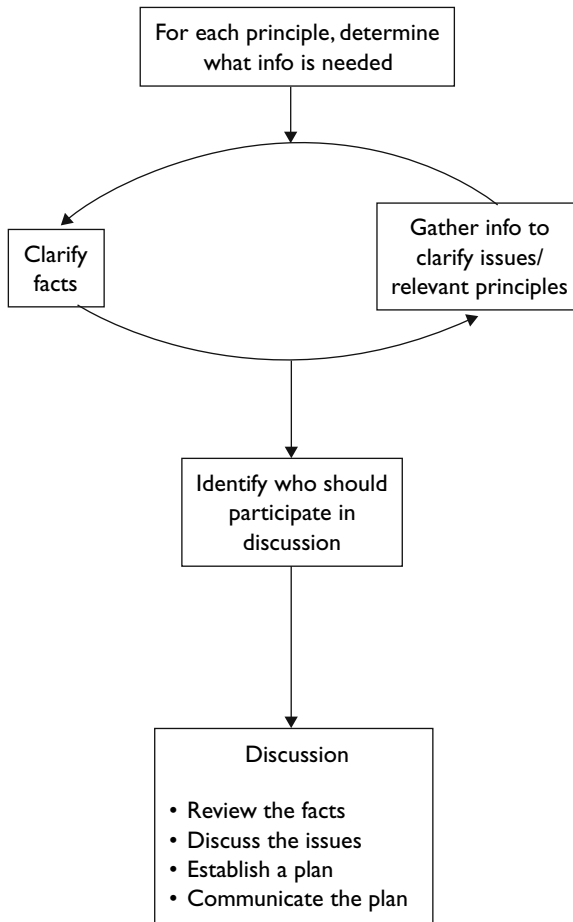 For each principle, determine
what info is needed
Clarify
facts
Gather info to
clarify issues/
relevant principles
Identify who should
participate in
discussion
Discussion
• Review the facts
• Discuss the issues
• Establish a plan
• Communicate the plan